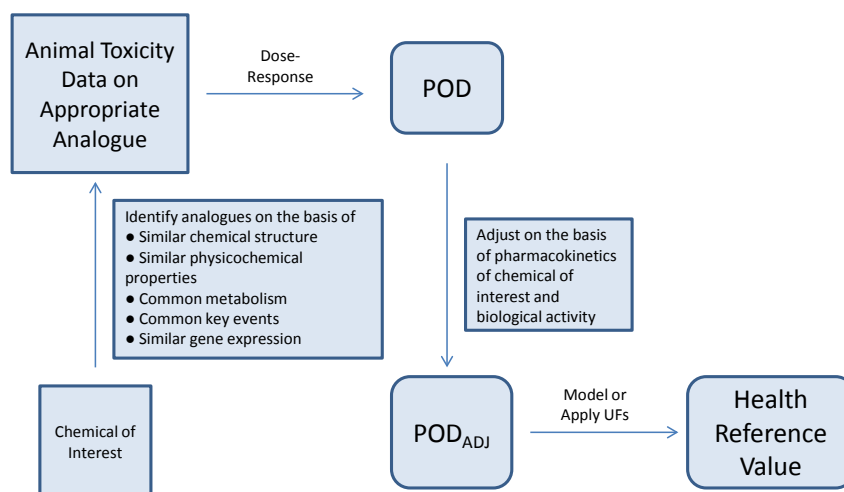 Animal Toxicity
Data on
Appropriate
Analogue
Dose-
Response
POD
Identify analogues on the basis of
● Similar chemical structure
● Similar physicochemical
properties
● Common metabolism
● Common key events
● Similar gene expression
Adjust on the basis
of pharmacokinetics
of chemical of
interest and
biological activity
Chemical of
Interest
POD_ADJ
Model or
Apply UFs
Health
Reference
Value